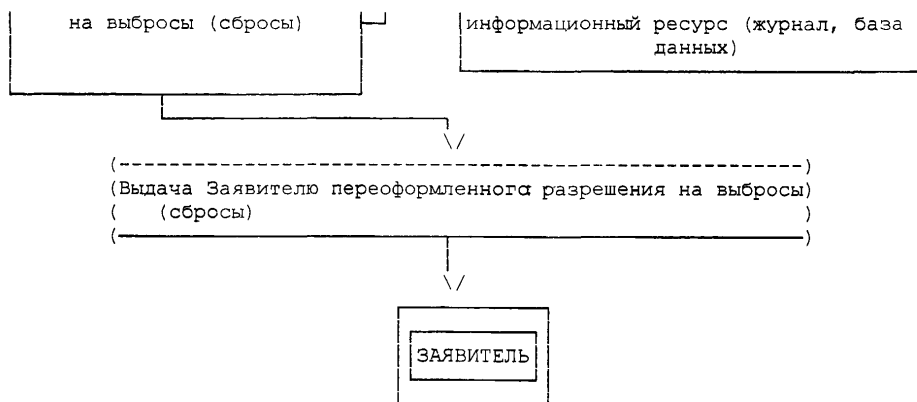 на выбросы (сбросы)
информационный ресурс (журнал, база
данных)
(Выдача Заявителю переоформленного разрешения на выбросы)
( (сбросы) )
ЗАЯВИТЕЛЬ